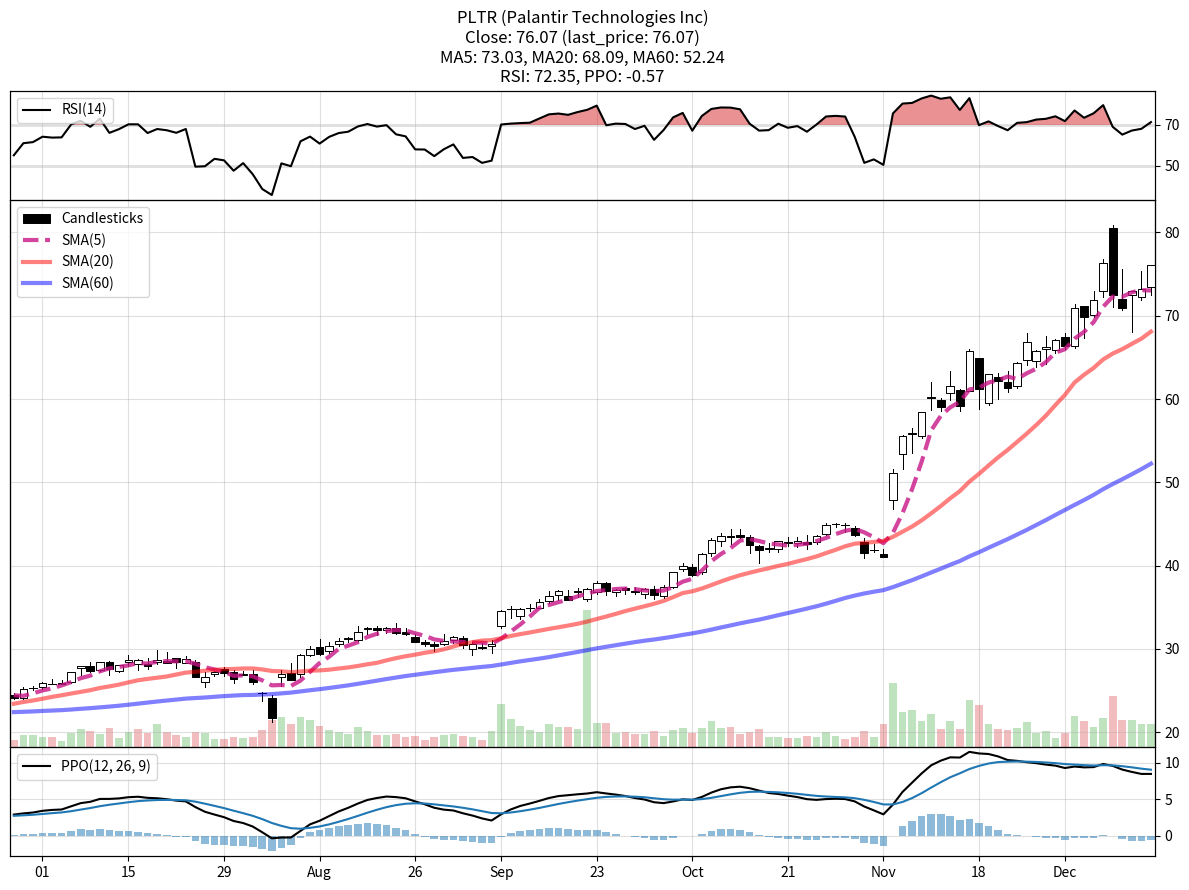 PLTR (Palantir Technologies Inc)
Close: 76.07 (last_price: 76.07)
MA5: 73.03, MA20: 68.09, MA60: 52.24
RSI: 72.35, PPO: -0.57
RSI(14)
70
50
Candlesticks
SMA(5)
SMA(20)
SMA(60)
80
70
60
50
40
30
20
PPO(12, 26, 9)
10
5
0
01 15 29 Aug 26 Sep 23 Oct 21 Nov 18 Dec